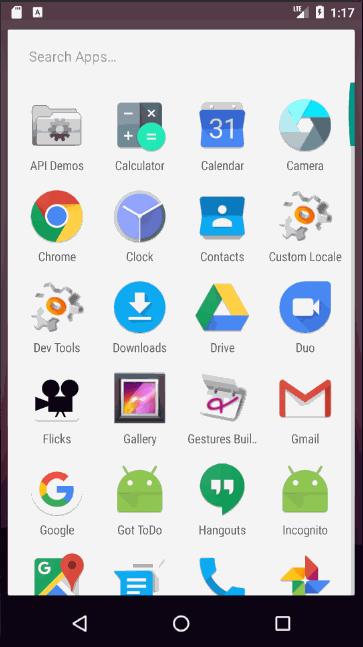 A LTE 1:17
Search Apps...
API Demos Calculator Calendar Camera
31
Chrome Clock Contacts Custom Locale
Dev Tools Downloads Drive Duo
Flicks Gallery Gestures Buil.. Gmail
Google Got ToDo Hangouts Incognito